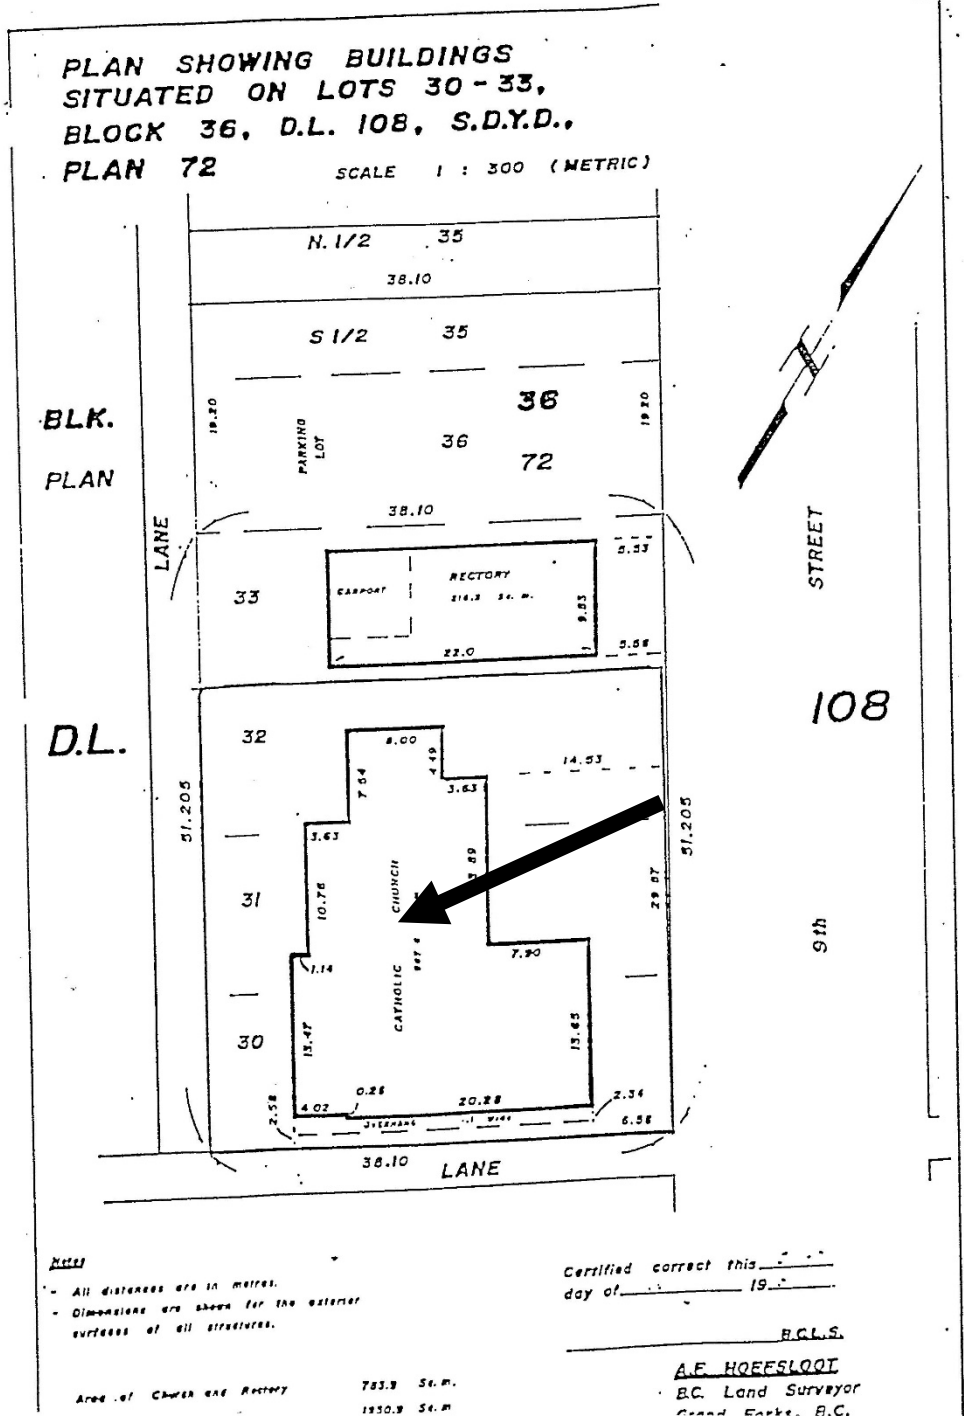 PLAN SHOWING BUILDINGS
SITUATED ON LOTS 30 - 33,
BLOCK 36, D.L. 108, S.D.Y.D.,
PLAN 72
SCALE 1 : 300 (METRIC)
N. 1/2 35
38.10
S 1/2 35
36
BLK.
19.20
PARKING
LOT
36
19.20
72
PLAN
38.10
LANE
STREET
5.53
RECTORY
CARPORT
33
9.83
5.58
22.0
108
D.L.
32
8.00
4.49
7.54
14.53
3.63
51.205
51.205
3.63
CATHOLIC CHURCH
29.87
31
10.76
9th
7.90
1.14
30
13.47
13.65
0.26
2.58
4.02
20.28
2.34
OVERHANG
6.56
38.10
LANE
Notes
- All distances are in metres.
- Dimensions are shown for the exterior
surfaces of all structures.
Certified correct this
day of 19
B.C.L.S.
A.F. HOEFSLOOT
B.C. Land Surveyor
Grand Forks, B.C.
Area of Church and Rectory 783.9 Sq. m.
1950.9 Sq. m